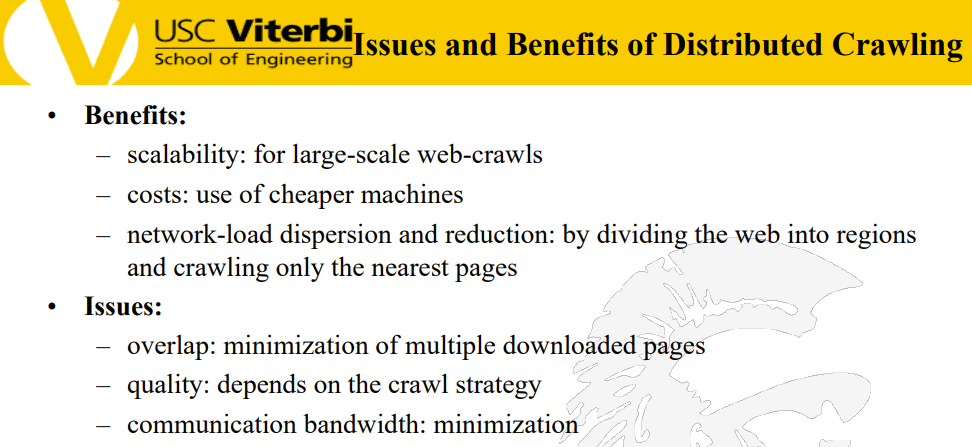 USC Viterbi
School of Engineering
Issues and Benefits of Distributed Crawling
• Benefits:
– scalability: for large-scale web-crawls
– costs: use of cheaper machines
– network-load dispersion and reduction: by dividing the web into regions
and crawling only the nearest pages
• Issues:
– overlap: minimization of multiple downloaded pages
– quality: depends on the crawl strategy
– communication bandwidth: minimization